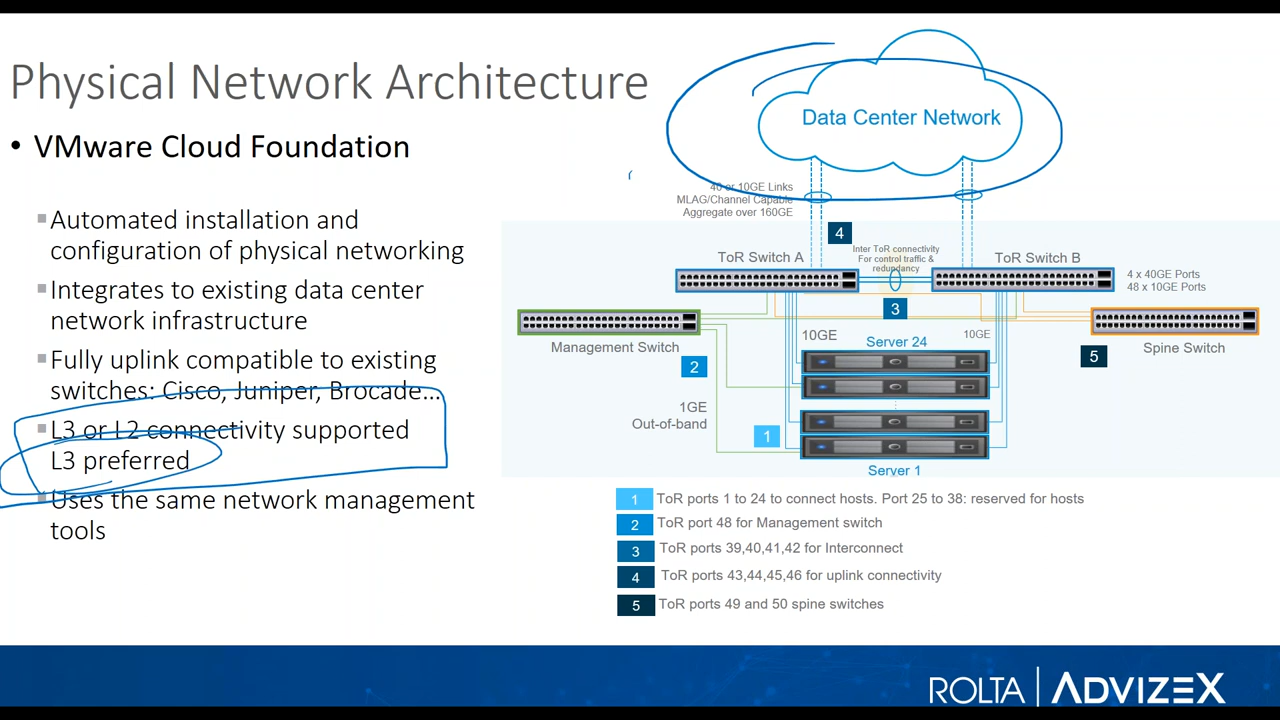 Physical Network Architecture
• VMware Cloud Foundation
Automated installation and
configuration of physical networking
Integrates to existing data center
network infrastructure
Fully uplink compatible to existing
switches: Cisco, Juniper, Brocade...
L3 or L2 connectivity supported
L3 preferred
Uses the same network management
tools
Data Center Network
40 or 10GE Links
MLAG/Channel Capable
Aggregate over 160GE
4
Inter ToR connectivity
For control traffic &
redundancy
ToR Switch A
ToR Switch B
4 x 40GE Ports
48 x 10GE Ports
3
Management Switch
10GE
Server 24
10GE
Spine Switch
2
5
1GE
Out-of-band
1
Server 1
1 ToR ports 1 to 24 to connect hosts. Port 25 to 38: reserved for hosts
2 ToR port 48 for Management switch
3 ToR ports 39,40,41,42 for Interconnect
4 ToR ports 43,44,45,46 for uplink connectivity
5 ToR ports 49 and 50 spine switches
ROLTA | ADVIZEX